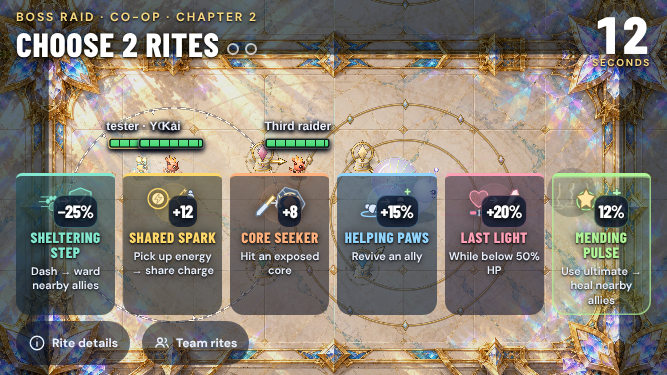 BOSS RAID · CO-OP · CHAPTER 2
CHOOSE 2 RITES
12
SECONDS
tester · Kai
Third raider
-25%
SHELTERING
STEP
Dash → ward
nearby allies
+12
SHARED SPARK
Pick up energy
→ share charge
+8
CORE SEEKER
Hit an exposed
core
+15%
HELPING PAWS
Revive an ally
+20%
LAST LIGHT
While below 50%
HP
12%
MENDING
PULSE
Use ultimate →
heal nearby
allies
Rite details
Team rites